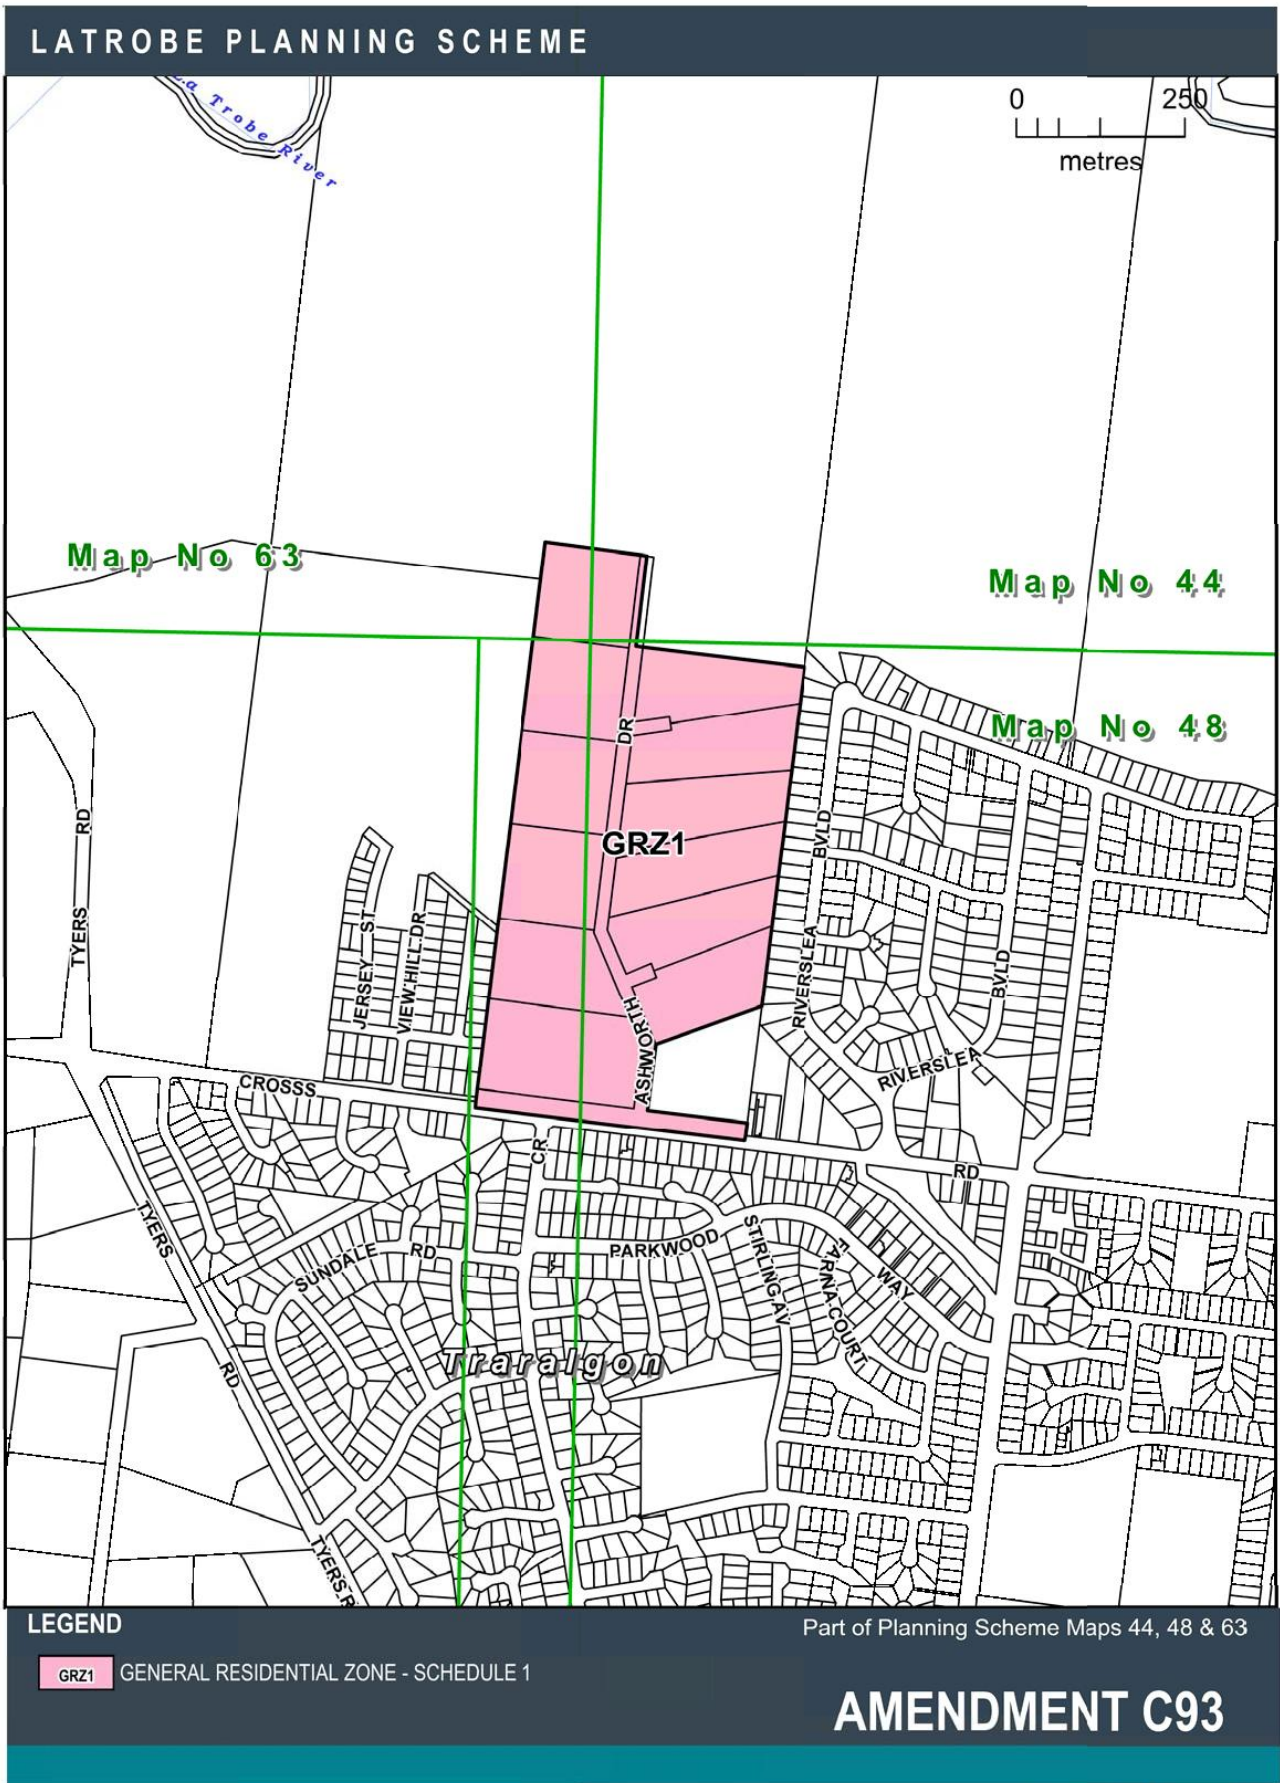 LATROBE PLANNING SCHEME
La Trobe River
0 250
metres
Map No 63
Map No 44
Map No 48
DR
GRZ1
TYERS RD
JERSEY ST
VIEW HILL DR
RIVERSLEA BVLD
BVLD
ASHWORTH
RIVERSLEA
CROSSS
CR
RD
TYERS
SUNDALE RD
PARKWOOD
STIRLING AV
FARNA COURT
WAY
RD
Traralgon
TYERS R
LEGEND
Part of Planning Scheme Maps 44, 48 & 63
GRZ1 GENERAL RESIDENTIAL ZONE - SCHEDULE 1
AMENDMENT C93